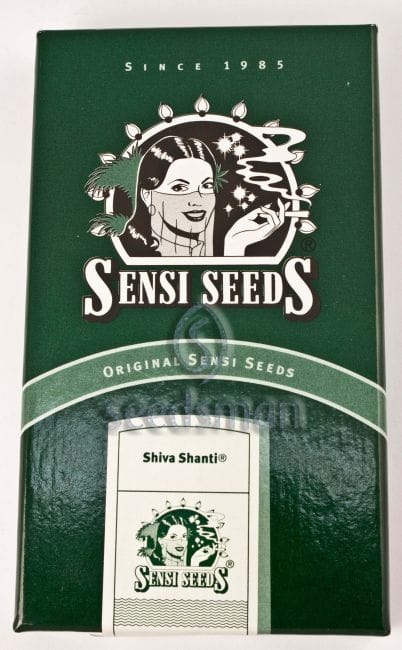 SINCE 1985
SENSI SEEDS®
ORIGINAL SENSI SEEDS
seedsman
Shiva Shanti®
SENSI SEEDS®